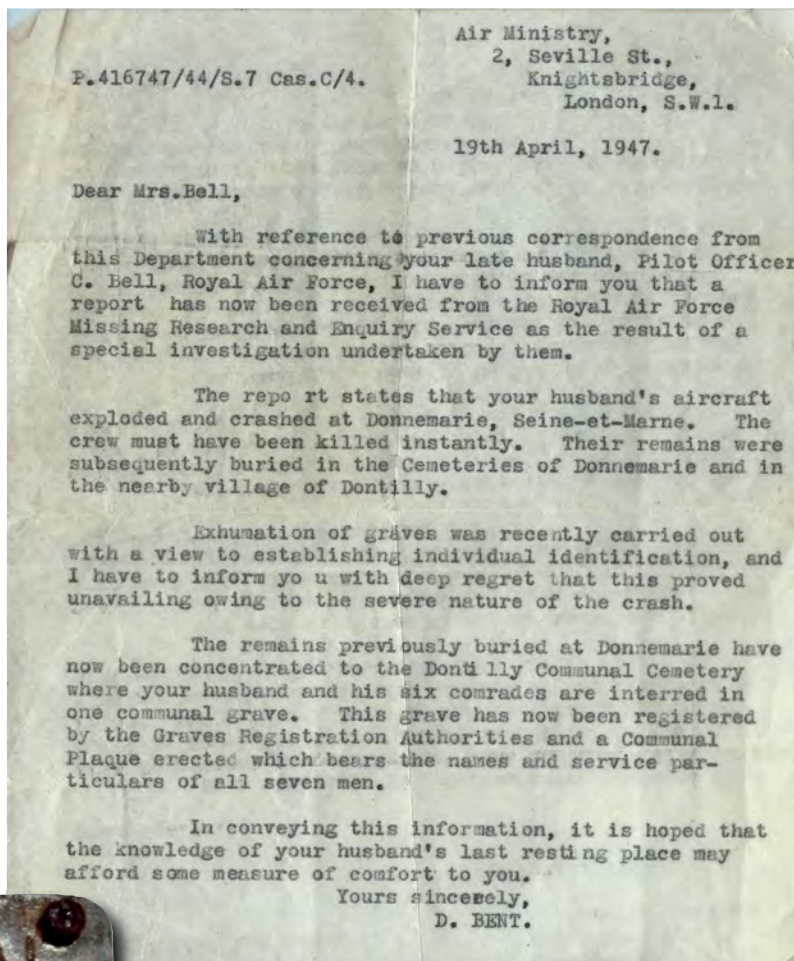 Air Ministry,
2, Seville St.,
P.416747/44/S.7 Cas.C/4.
Knightsbridge,
London, S.W.1.
19th April, 1947.
Dear Mrs.Bell,
With reference to previous correspondence from
this Department concerning your late husband, Pilot Officer
C. Bell, Royal Air Force, I have to inform you that a
report has now been received from the Royal Air Force
Missing Research and Enquiry Service as the result of a
special investigation undertaken by them.
The repo rt states that your husband's aircraft
exploded and crashed at Donnemarie, Seine-et-Marne. The
crew must have been killed instantly. Their remains were
subsequently buried in the Cemeteries of Donnemarie and in
the nearby village of Dontilly.
Exhumation of graves was recently carried out
with a view to establishing individual identification, and
I have to inform yo u with deep regret that this proved
unavailing owing to the severe nature of the crash.
The remains previously buried at Donnemarie have
now been concentrated to the Donti lly Communal Cemetery
where your husband and his six comrades are interred in
one communal grave. This grave has now been registered
by the Graves Registration Authorities and a Communal
Plaque erected which bears the names and service par-
ticulars of all seven men.
In conveying this information, it is hoped that
the knowledge of your husband's last resting place may
afford some measure of comfort to you.
Yours sincerely,
D. BENT.